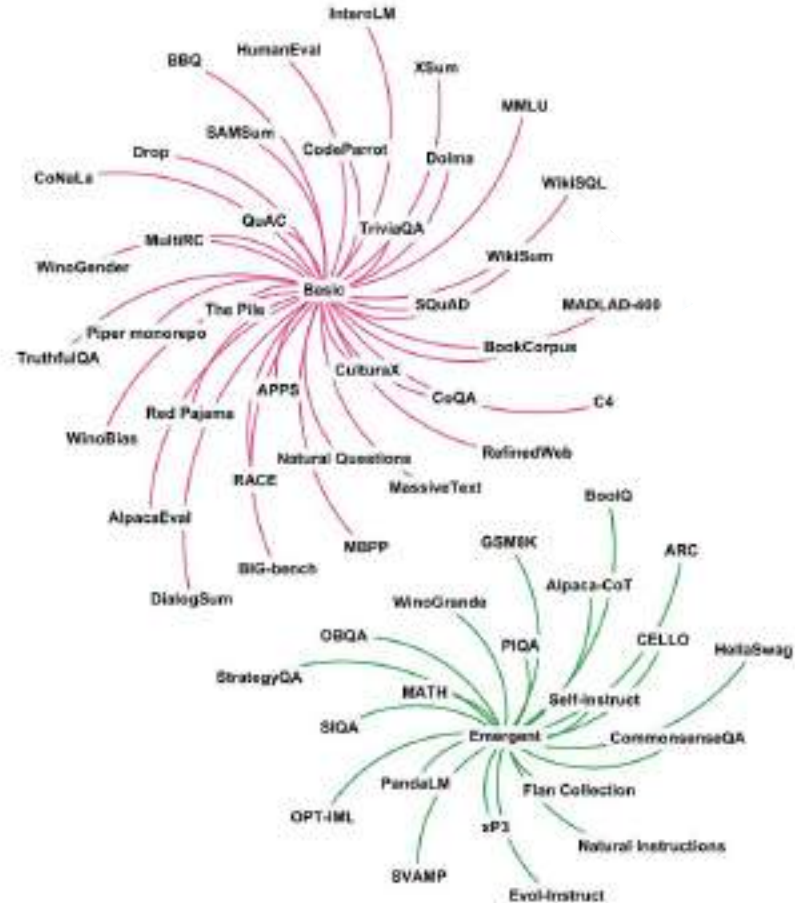 InteroLM
HumanEval
BBQ
XSum
MMLU
SAMSum
CodeParrot
Drop
Dolma
CoNaLa
WikiSQL
QuAC
TriviaQA
MultiRC
WikiSum
WinoGender
Basic
MADLAD-400
SQuAD
The Pile
Piper monorepo
BookCorpus
TruthfulQA
CulturaX
APPS
CoQA
C4
Red Pajama
WinoBias
RefinedWeb
Natural Questions
RACE
MassiveText
AlpacaEval
MBPP
BIG-bench
DialogSum
BoolQ
GSM8K
ARC
Alpaca-CoT
WinoGrande
OBQA
PIQA
CELLO
HellaSwag
StrategyQA
MATH
Self-instruct
SIQA
Emergent
CommonsenseQA
PandaLM
Flan Collection
OPT-IML
xP3
Natural Instructions
SVAMP
Evol-Instruct